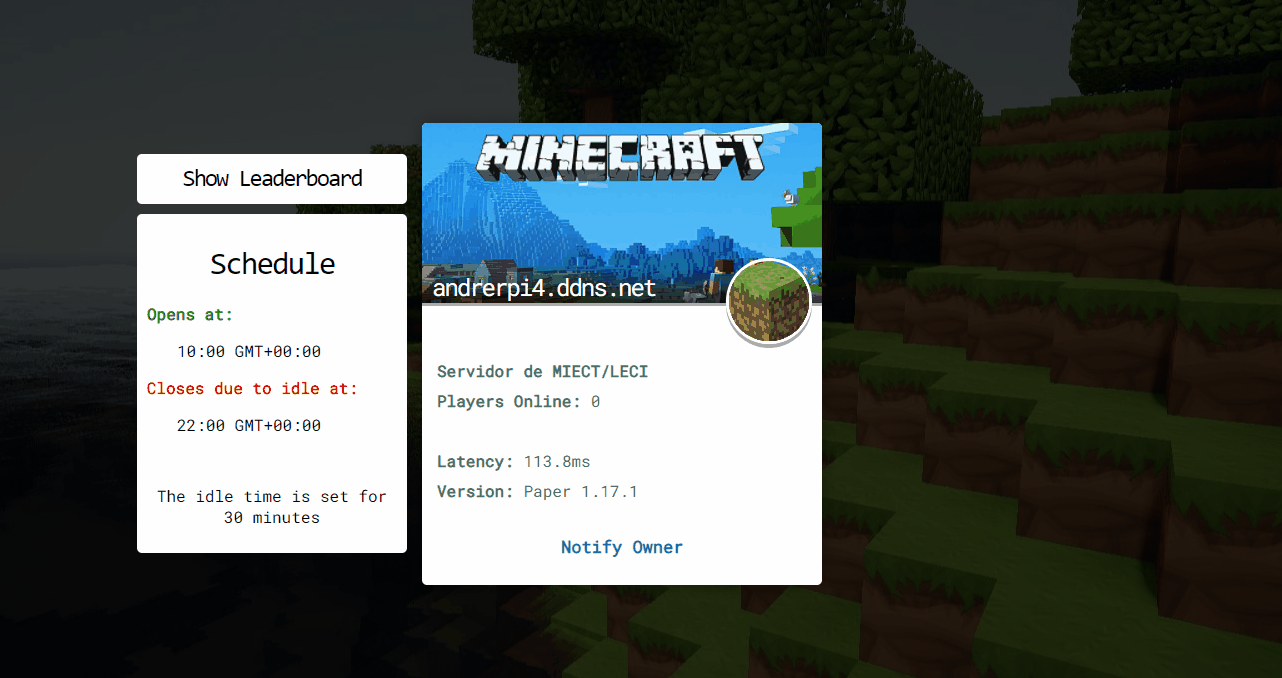 Show Leaderboard
Schedule
Opens at:
10:00 GMT+00:00
Closes due to idle at:
22:00 GMT+00:00
The idle time is set for
30 minutes
MINECRAFT
andrerpi4.ddns.net
Servidor de MIECT/LECI
Players Online: 0
Latency: 113.8ms
Version: Paper 1.17.1
Notify Owner